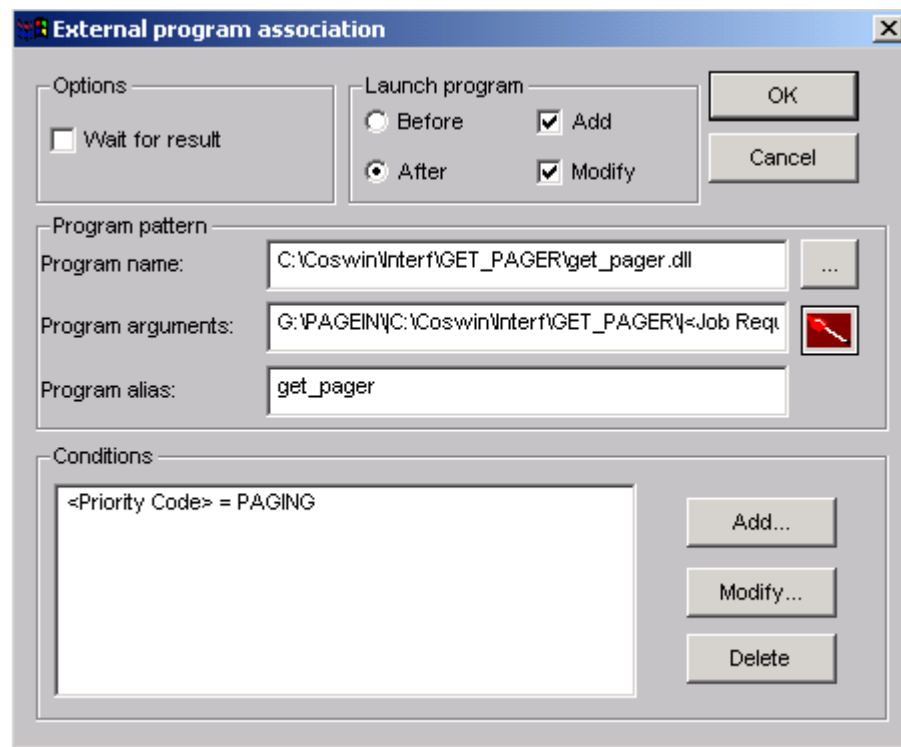 External program association
Options
Wait for result
Launch program
Before
Add
After
Modify
OK
Cancel
Program pattern
Program name:
C:\Coswin\Interf\GET_PAGER\get_pager.dll
...
Program arguments:
G:\PAGEIN\|C:\Coswin\Interf\GET_PAGER\|<Job Requ
Program alias:
get_pager
Conditions
<Priority Code> = PAGING
Add...
Modify...
Delete